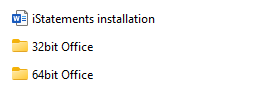 iStatements installation
32bit Office
64bit Office